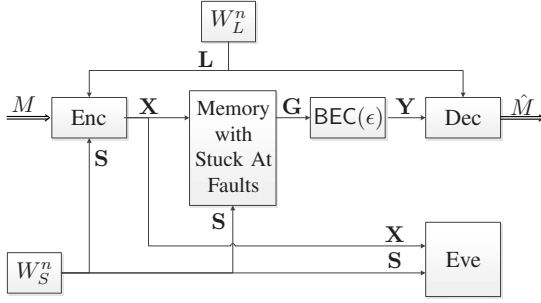 W_L^n
L
M
Enc
X
Memory
with
Stuck At
Faults
G
BEC(ϵ)
Y
Dec
M̂
S
S
W_S^n
X
S
Eve